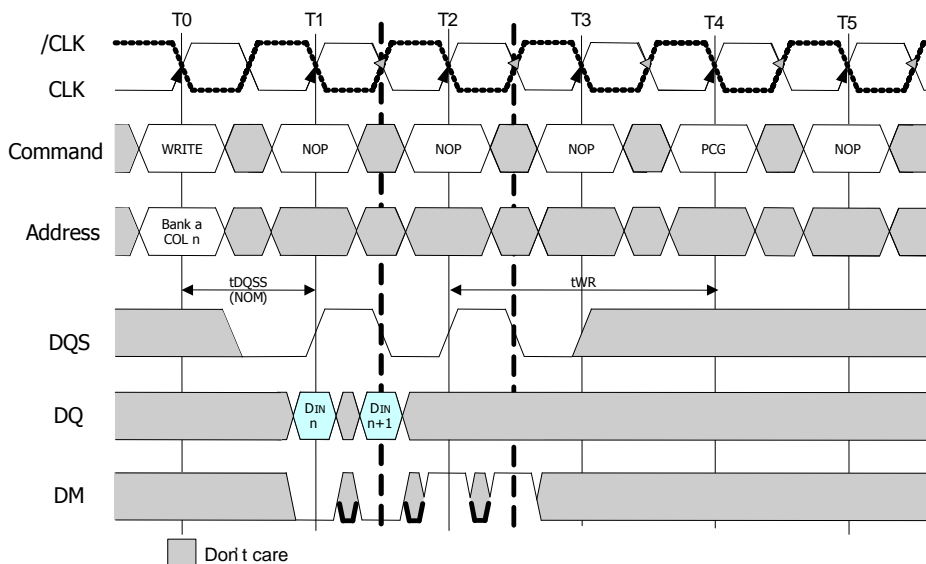 T0 T1 T2 T3 T4 T5
/CLK
CLK
Command WRITE NOP NOP NOP PCG NOP
Address Bank a
COL n
tDQSS
(NOM)
tWR
DQS
DQ DIN
n
DIN
n+1
DM
Don't care